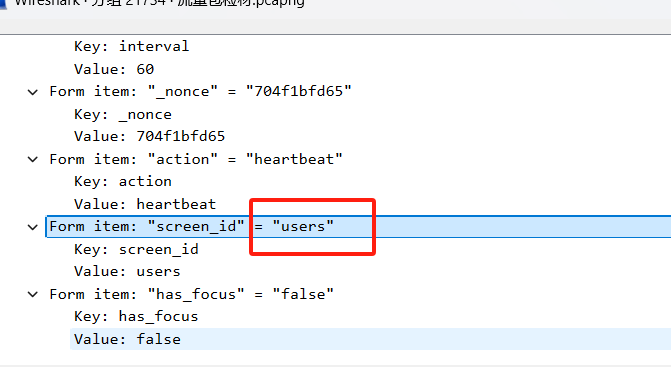 Wireshark · 分组 21734 · 流量包检材.pcapng
Key: interval
Value: 60
Form item: "_nonce" = "704f1bfd65"
Key: _nonce
Value: 704f1bfd65
Form item: "action" = "heartbeat"
Key: action
Value: heartbeat
Form item: "screen_id" = "users"
Key: screen_id
Value: users
Form item: "has_focus" = "false"
Key: has_focus
Value: false